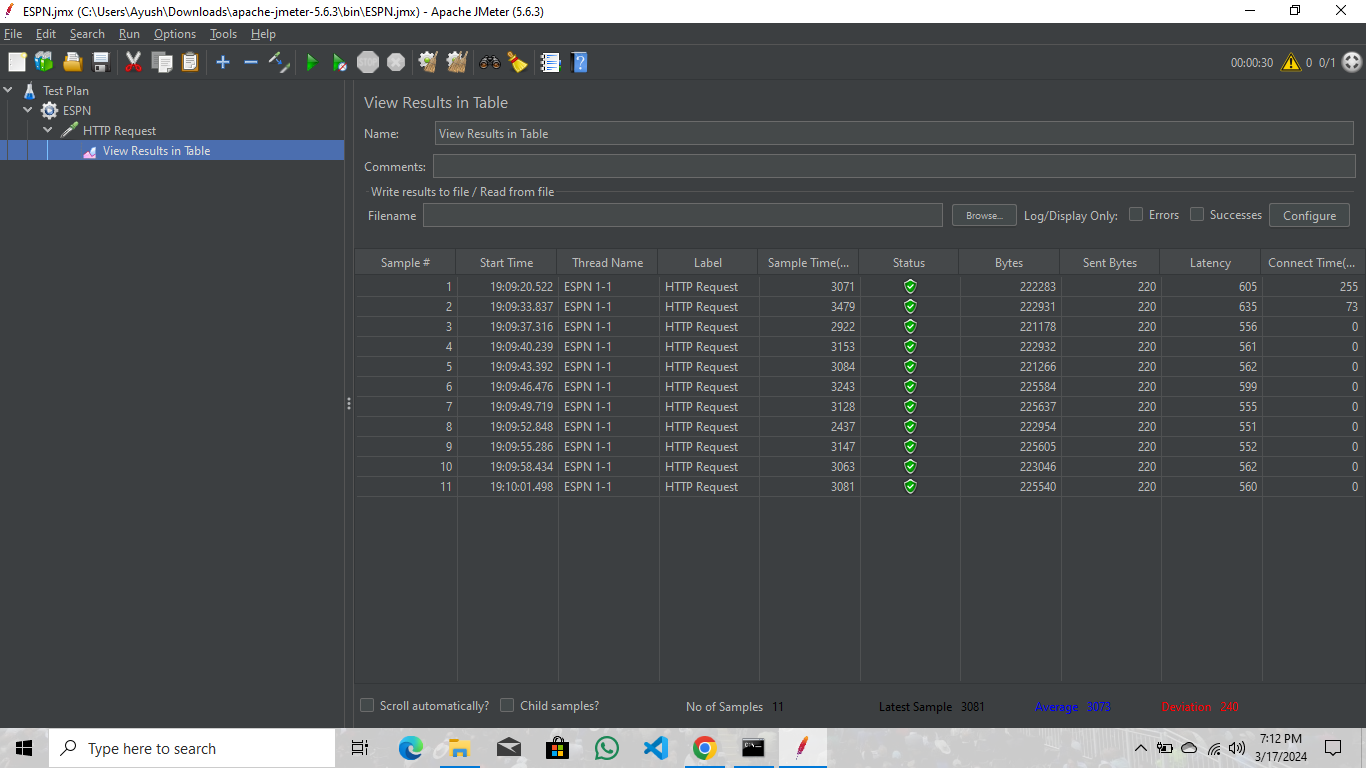 ESPN.jmx (C:\Users\Ayush\Downloads\apache-jmeter-5.6.3\bin\ESPN.jmx) - Apache JMeter (5.6.3)
File Edit Search Run Options Tools Help
STOP 00:00:30 0 0/1
Test Plan
ESPN
HTTP Request
View Results in Table
View Results in Table
Name: View Results in Table
Comments:
Write results to file / Read from file
Filename Browse... Log/Display Only: Errors Successes Configure
Sample # Start Time Thread Name Label Sample Time(... Status Bytes Sent Bytes Latency Connect Time(...
1 19:09:20.522 ESPN 1-1 HTTP Request 3071 222283 220 605 255
2 19:09:33.837 ESPN 1-1 HTTP Request 3479 222931 220 635 73
3 19:09:37.316 ESPN 1-1 HTTP Request 2922 221178 220 556 0
4 19:09:40.239 ESPN 1-1 HTTP Request 3153 222932 220 561 0
5 19:09:43.392 ESPN 1-1 HTTP Request 3084 221266 220 562 0
6 19:09:46.476 ESPN 1-1 HTTP Request 3243 225584 220 599 0
7 19:09:49.719 ESPN 1-1 HTTP Request 3128 225637 220 555 0
8 19:09:52.848 ESPN 1-1 HTTP Request 2437 222954 220 551 0
9 19:09:55.286 ESPN 1-1 HTTP Request 3147 225605 220 552 0
10 19:09:58.434 ESPN 1-1 HTTP Request 3063 223046 220 562 0
11 19:10:01.498 ESPN 1-1 HTTP Request 3081 225540 220 560 0
Scroll automatically? Child samples? No of Samples 11 Latest Sample 3081 Average 3073 Deviation 240
Type here to search
7:12 PM
3/17/2024